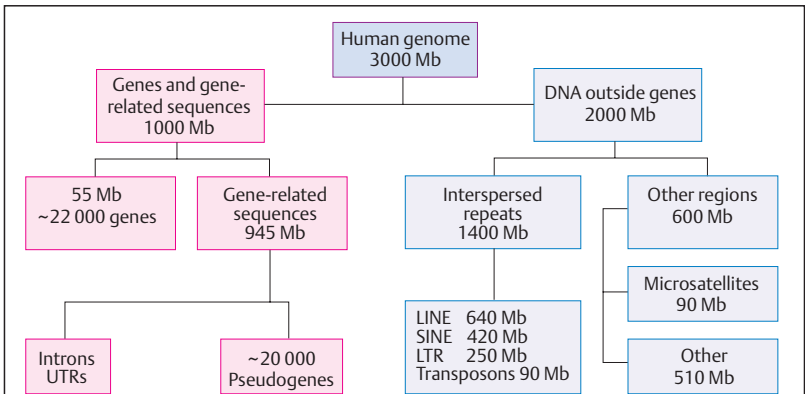 Human genome
3000 Mb
Genes and gene-
related sequences
1000 Mb
DNA outside genes
2000 Mb
55 Mb
~22 000 genes
Gene-related
sequences
945 Mb
Interspersed
repeats
1400 Mb
Other regions
600 Mb
Microsatellites
90 Mb
Introns
UTRs
~20 000
Pseudogenes
LINE 640 Mb
SINE 420 Mb
LTR 250 Mb
Transposons 90 Mb
Other
510 Mb